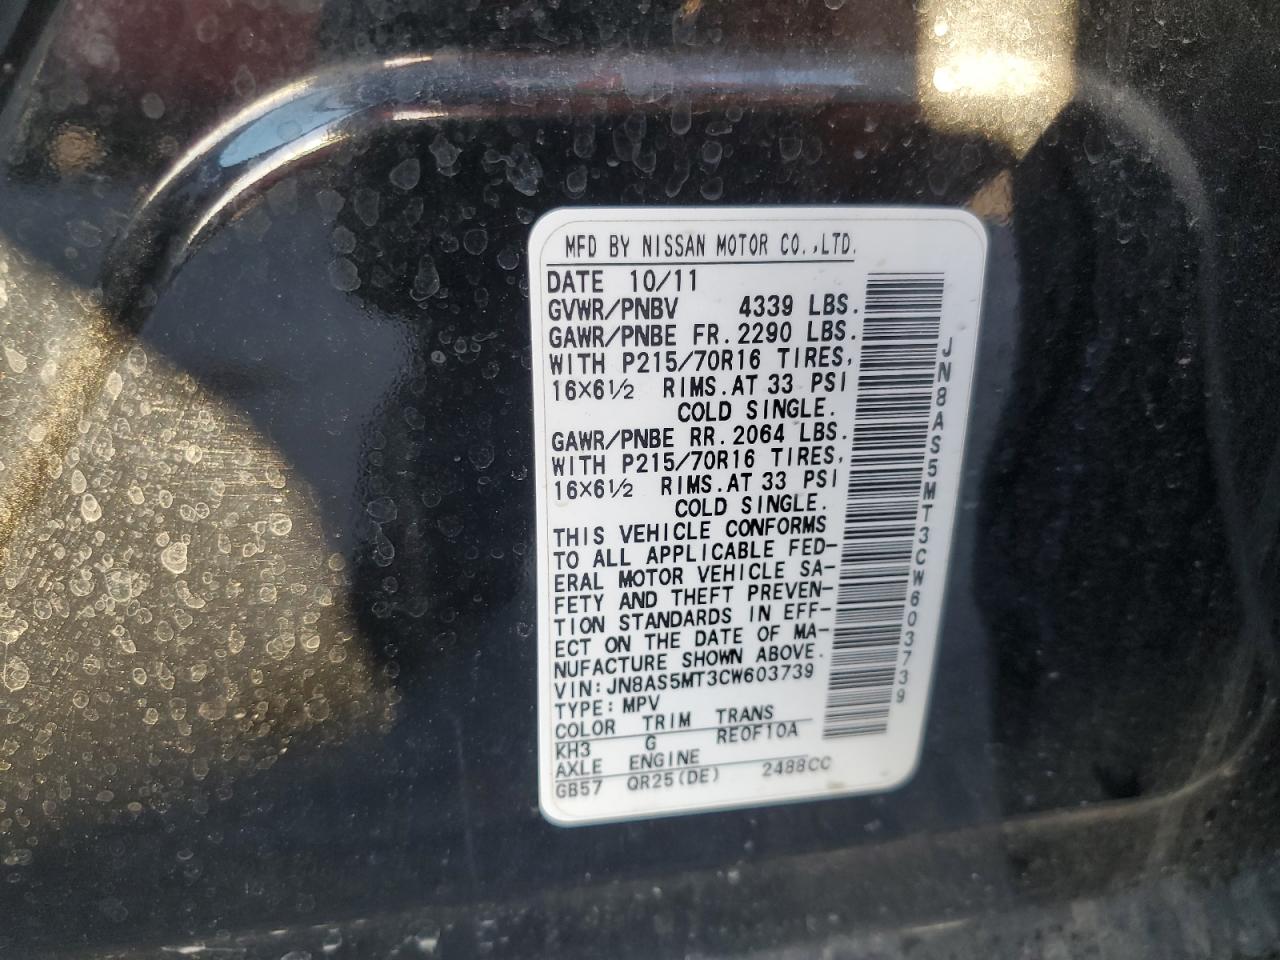 MFD BY NISSAN MOTOR CO.,LTD.
DATE 10/11
GVWR/PNBV 4339 LBS.
GAWR/PNBE FR.2290 LBS.
WITH P215/70R16 TIRES,
16×6½ RIMS.AT 33 PSI
COLD SINGLE.
GAWR/PNBE RR.2064 LBS.
WITH P215/70R16 TIRES,
16×6½ RIMS.AT 33 PSI
COLD SINGLE.
THIS VEHICLE CONFORMS
TO ALL APPLICABLE FED-
ERAL MOTOR VEHICLE SA-
FETY AND THEFT PREVEN-
TION STANDARDS IN EFF-
ECT ON THE DATE OF MA-
NUFACTURE SHOWN ABOVE.
VIN:JN8AS5MT3CW603739
TYPE:MPV
COLOR TRIM TRANS
KH3 G RE0F10A
AXLE ENGINE
GB57 QR25(DE) 2488CC
JN8AS5MT3CW603739